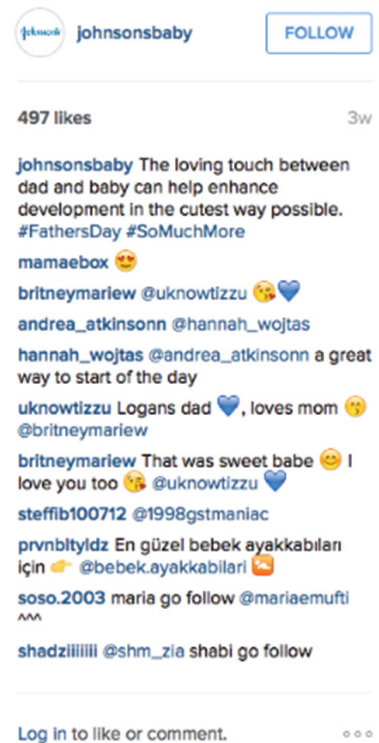 Johnson's johnsonsbaby FOLLOW
497 likes 3w
johnsonsbaby The loving touch between
dad and baby can help enhance
development in the cutest way possible.
#FathersDay #SoMuchMore
mamaebox 😍
britneymariew @uknowtizzu 😘💙
andrea_atkinsonn @hannah_wojtas
hannah_wojtas @andrea_atkinsonn a great
way to start of the day
uknowtizzu Logans dad 💙, loves mom 😙
@britneymariew
britneymariew That was sweet babe 😊 I
love you too 😘 @uknowtizzu 💙
steffib100712 @1998gstmaniac
prvnbltyldz En güzel bebek ayakkabıları
için 👉 @bebek.ayakkabilari
soso.2003 maria go follow @mariaemufti
^^^
shadziiiiiii @shm_zia shabi go follow
Log in to like or comment.